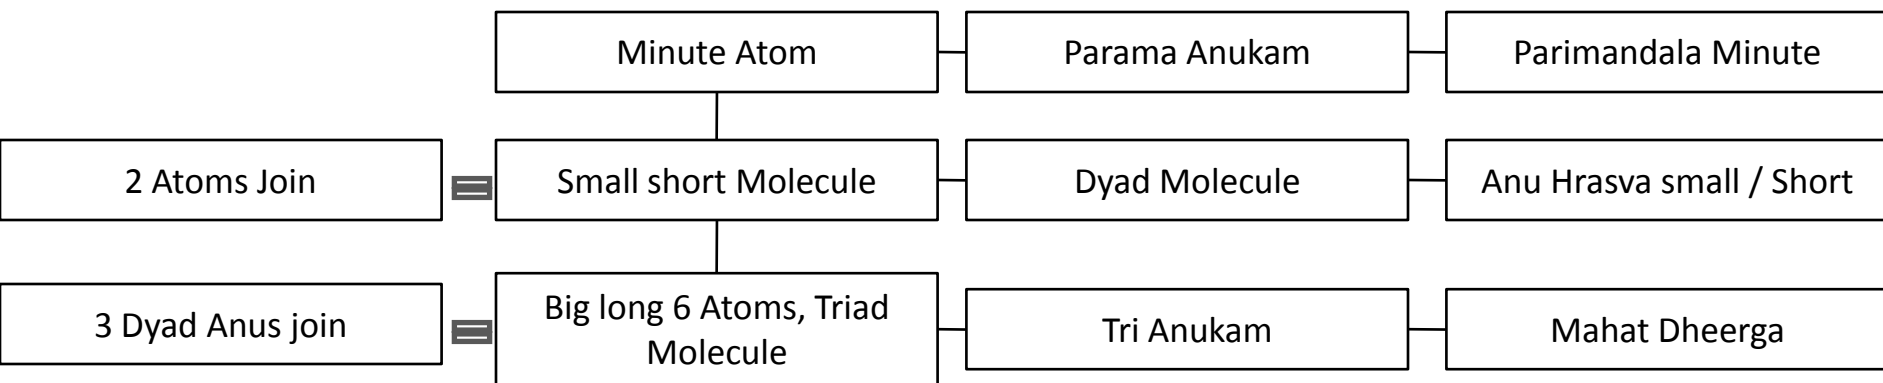 Minute Atom
Parama Anukam
Parimandala Minute
2 Atoms Join
Small short Molecule
Dyad Molecule
Anu Hrasva small / Short
3 Dyad Anus join
Big long 6 Atoms, Triad
Molecule
Tri Anukam
Mahat Dheerga